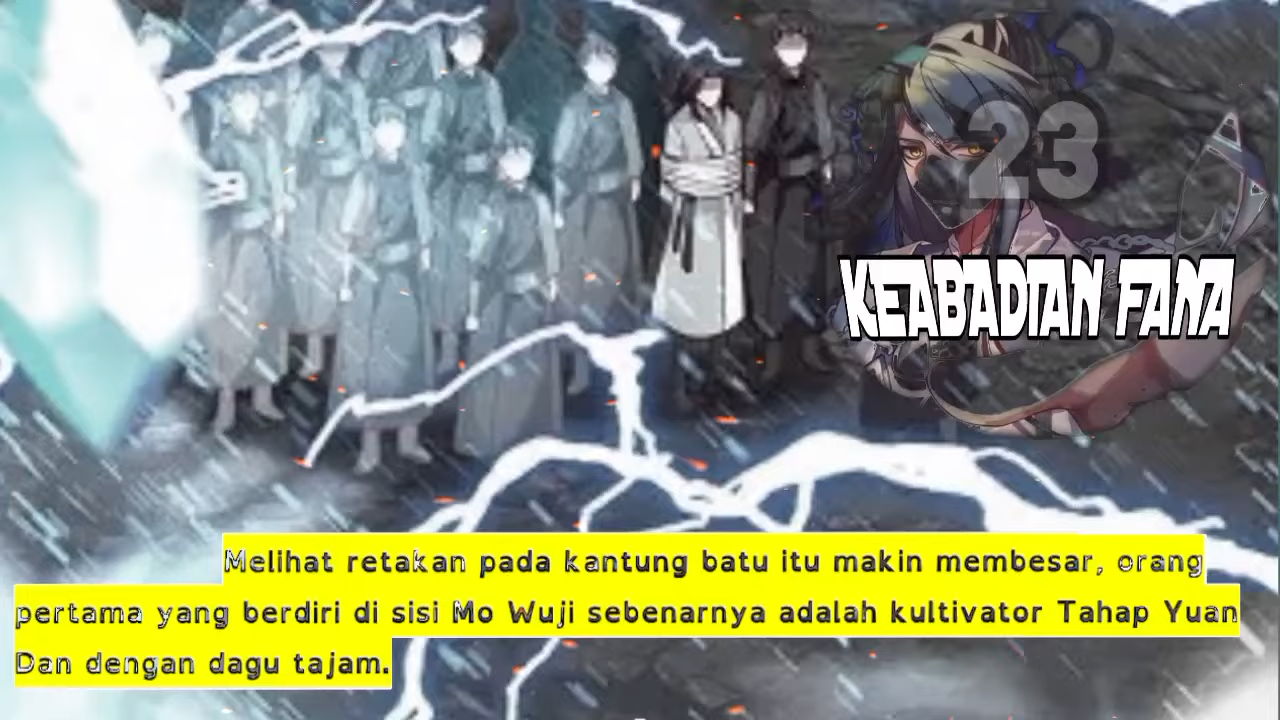 23
KEABADIAN FANA
Melihat retakan pada kantung batu itu makin membesar, orang
pertama yang berdiri di sisi Mo Wuji sebenarnya adalah kultivator Tahap Yuan
Dan dengan dagu tajam.